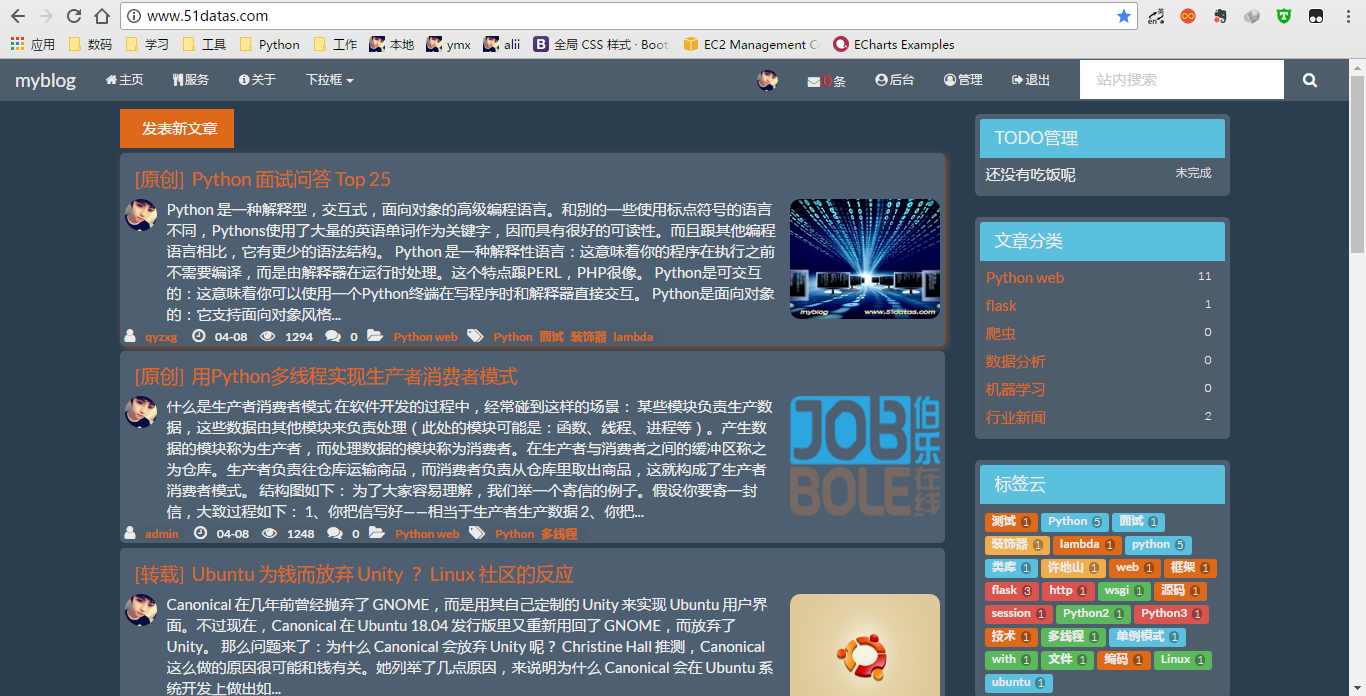 www.51datas.com
应用 数码 学习 工具 Python 工作 本地 ymx alii 全局 CSS 样式 · Boot EC2 Management C ECharts Examples
myblog 主页 服务 关于 下拉框 0条 后台 管理 退出 站内搜索
发表新文章
[原创] Python 面试问答 Top 25
Python 是一种解释型，交互式，面向对象的高级编程语言。和别的一些使用标点符号的语言
不同，Pythons使用了大量的英语单词作为关键字，因而具有很好的可读性。而且跟其他编程
语言相比，它有更少的语法结构。 Python 是一种解释性语言：这意味着你的程序在执行之前
不需要编译，而是由解释器在运行时处理。这个特点跟PERL，PHP很像。 Python是可交互
的：这意味着你可以使用一个Python终端在写程序时和解释器直接交互。 Python是面向对象
的：它支持面向对象风格...
myblog www.51datas.com
qyzxg 04-08 1294 0 Python web Python 面试 装饰器 lambda
[原创] 用Python多线程实现生产者消费者模式
什么是生产者消费者模式 在软件开发的过程中，经常碰到这样的场景： 某些模块负责生产数
据，这些数据由其他模块来负责处理（此处的模块可能是：函数、线程、进程等）。产生数
据的模块称为生产者，而处理数据的模块称为消费者。在生产者与消费者之间的缓冲区称之
为仓库。生产者负责往仓库运输商品，而消费者负责从仓库里取出商品，这就构成了生产者
消费者模式。 结构图如下： 为了大家容易理解，我们举一个寄信的例子。假设你要寄一封
信，大致过程如下： 1、你把信写好——相当于生产者生产数据 2、你把...
JOB 伯乐
BOLE 在线
admin 04-08 1248 0 Python web Python 多线程
[转载] Ubuntu 为钱而放弃 Unity ？ Linux 社区的反应
Canonical 在几年前曾经抛弃了 GNOME，而是用其自己定制的 Unity 来实现 Ubuntu 用户界
面。不过现在，Canonical 在 Ubuntu 18.04 发行版里又重新用回了 GNOME，而放弃了
Unity。 那么问题来了：为什么 Canonical 会放弃 Unity 呢？ Christine Hall 推测，Canonical
这么做的原因很可能和钱有关。她列举了几点原因，来说明为什么 Canonical 会在 Ubuntu 系
统开发上做出如...
TODO管理
还没有吃饭呢 未完成
文章分类
Python web 11
flask 1
爬虫 0
数据分析 0
机器学习 0
行业新闻 2
标签云
测试 1 Python 5 面试 1
装饰器 1 lambda 1 python 5
类库 1 许地山 1 web 1 框架 1
flask 3 http 1 wsgi 1 源码 1
session 1 Python2 1 Python3 1
技术 1 多线程 1 单例模式 1
with 1 文件 1 编码 1 Linux 1
ubuntu 1